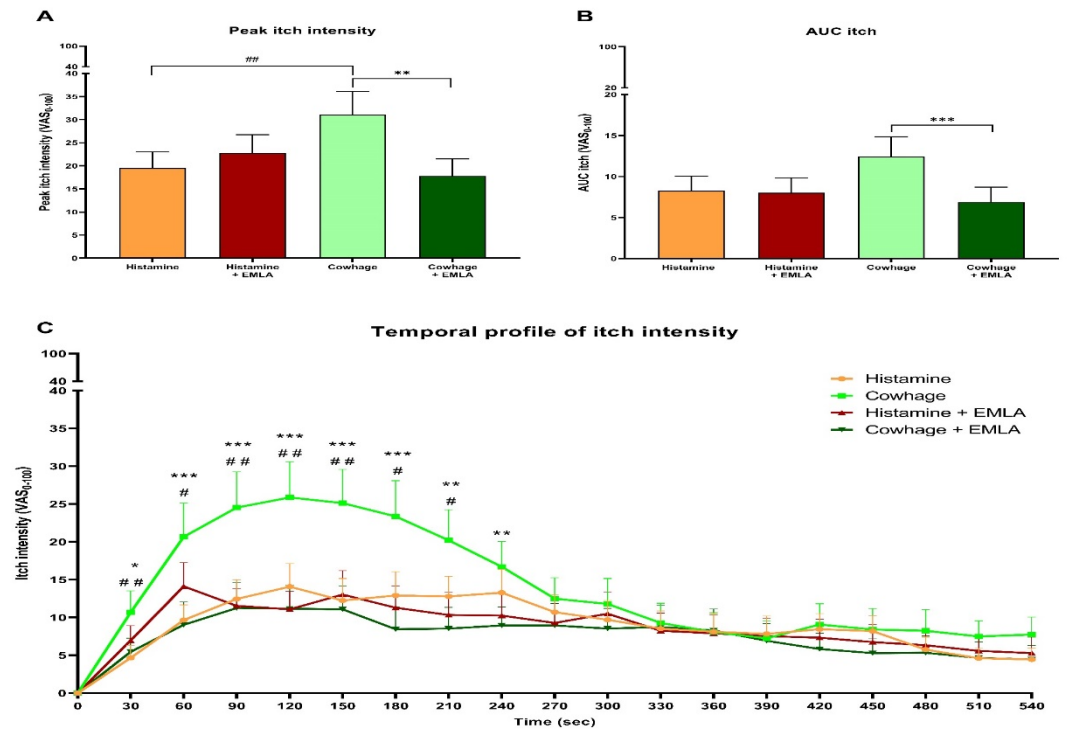 A
Peak itch intensity
Peak itch intensity (VAS0-100)
100
40
40
35
30
25
20
15
10
5
0
##
**
Histamine
Histamine
+ EMLA
Cowhage
Cowhage
+ EMLA
B
AUC itch
AUC itch (VAS0-100)
100
20
20
15
10
5
0
***
Histamine
Histamine
+ EMLA
Cowhage
Cowhage
+ EMLA
C
Temporal profile of itch intensity
Itch intensity (VAS0-100)
100
40
40
35
30
25
20
15
10
5
0
Histamine
Cowhage
Histamine + EMLA
Cowhage + EMLA
* *** *** *** *** *** ** **
## # ## ## ## # #
0 30 60 90 120 150 180 210 240 270 300 330 360 390 420 450 480 510 540
Time (sec)